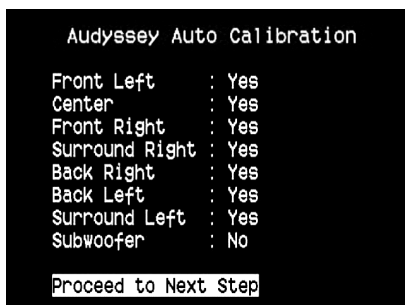 Audyssey Auto Calibration
Front Left : Yes
Center : Yes
Front Right : Yes
Surround Right : Yes
Back Right : Yes
Back Left : Yes
Surround Left : Yes
Subwoofer : No
Proceed to Next Step